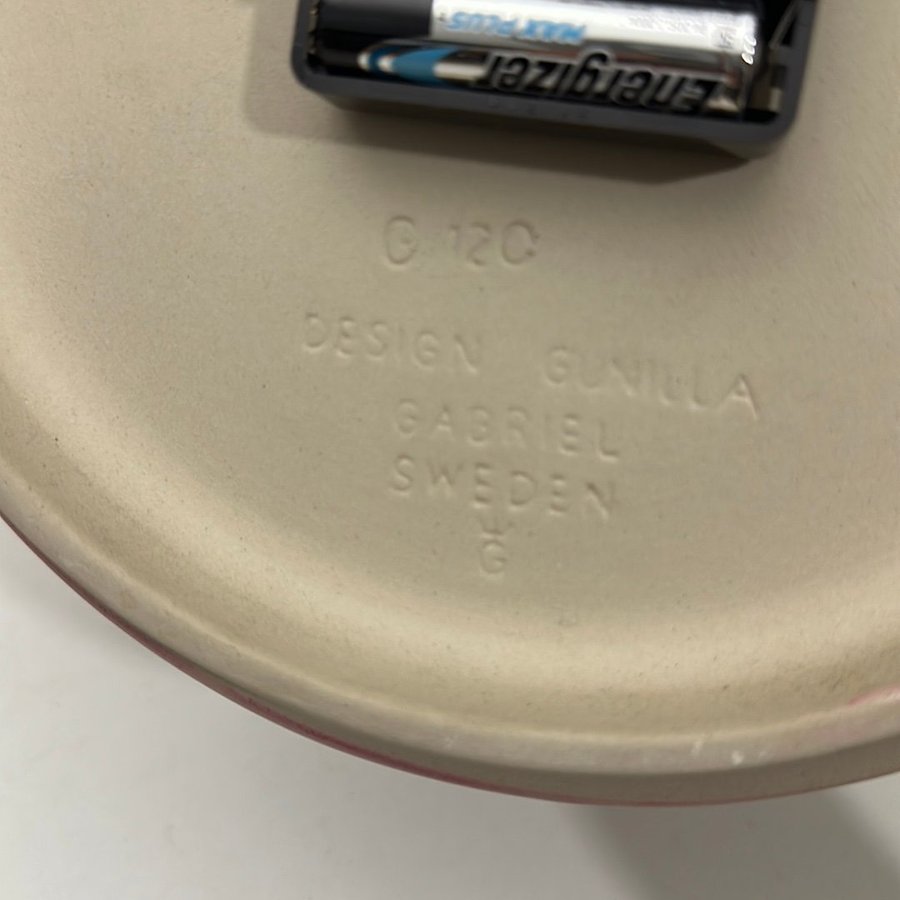 MAX PLUS
Energizer
G 120
DESIGN GUNILLA
GABRIEL
SWEDEN
G